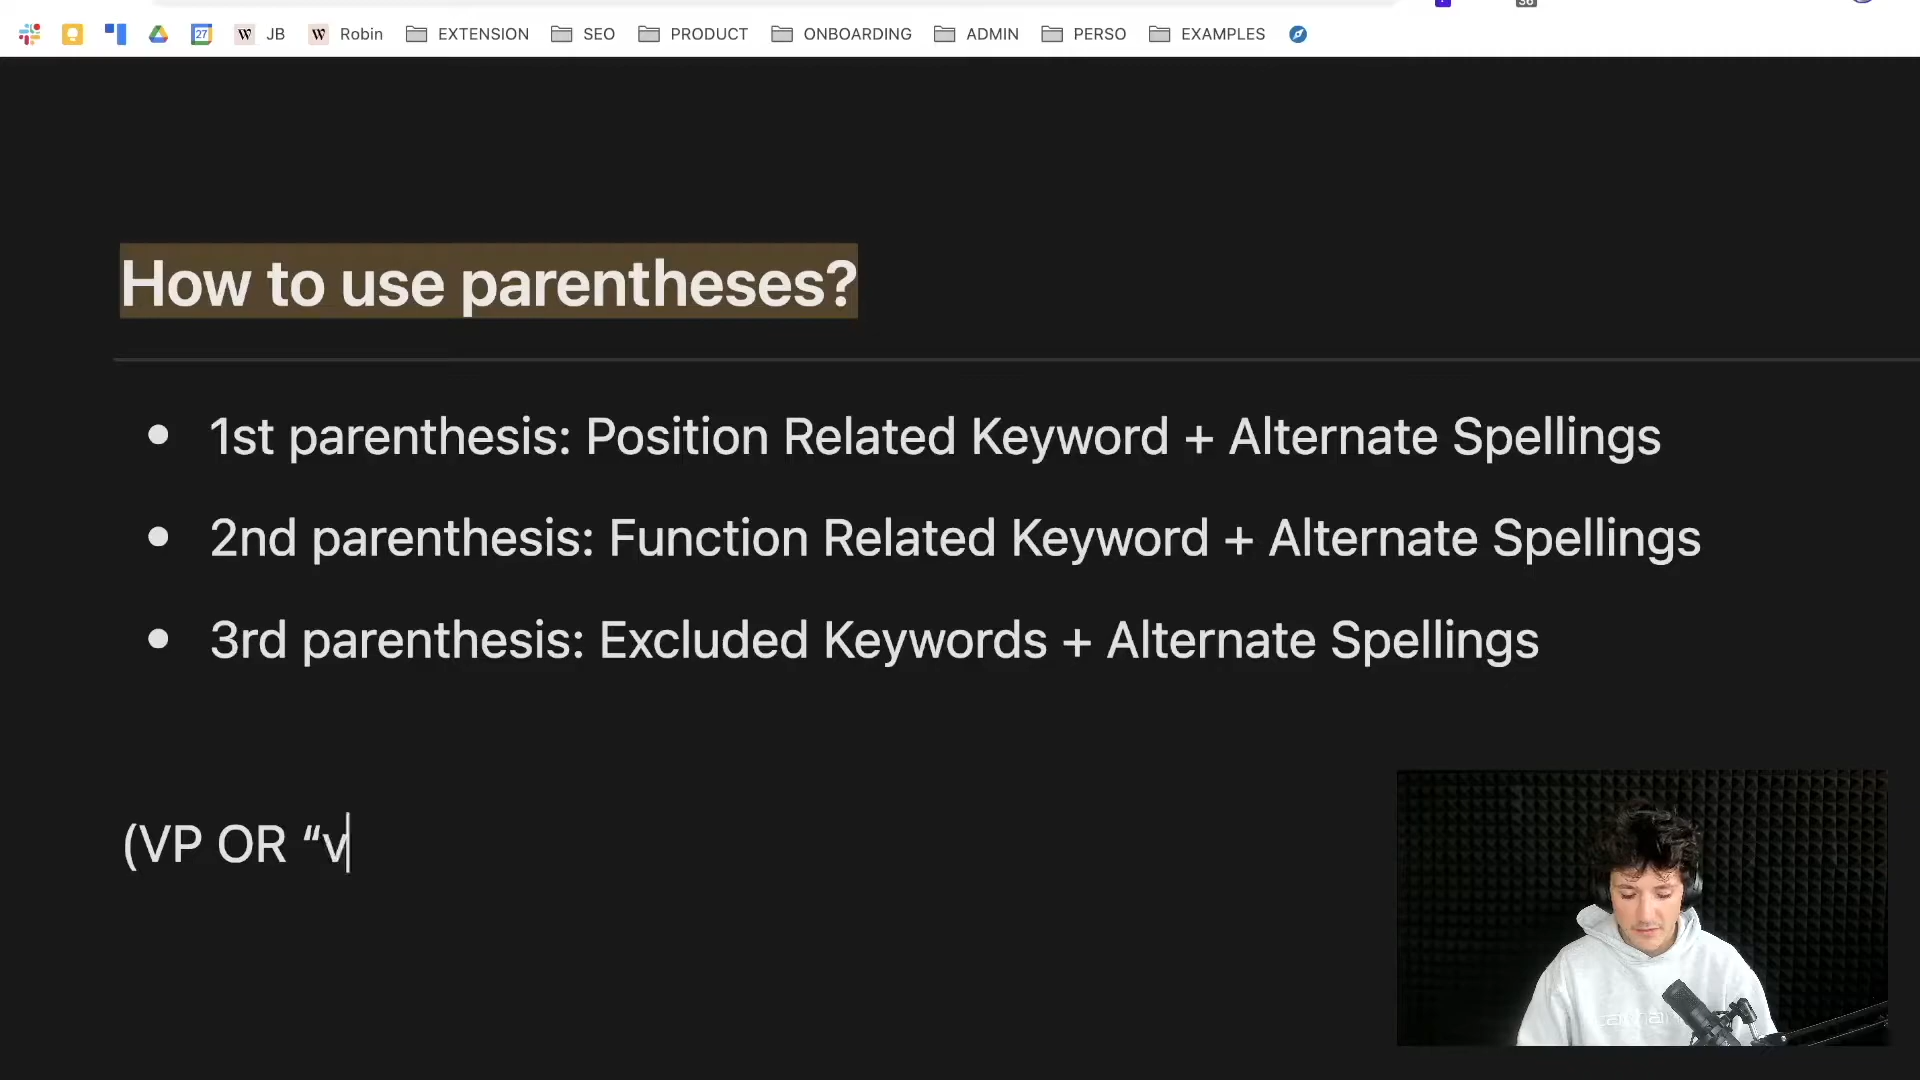 27 W JB W Robin EXTENSION SEO PRODUCT ONBOARDING ADMIN PERSO EXAMPLES
How to use parentheses?
• 1st parenthesis: Position Related Keyword + Alternate Spellings
• 2nd parenthesis: Function Related Keyword + Alternate Spellings
• 3rd parenthesis: Excluded Keywords + Alternate Spellings
(VP OR “v